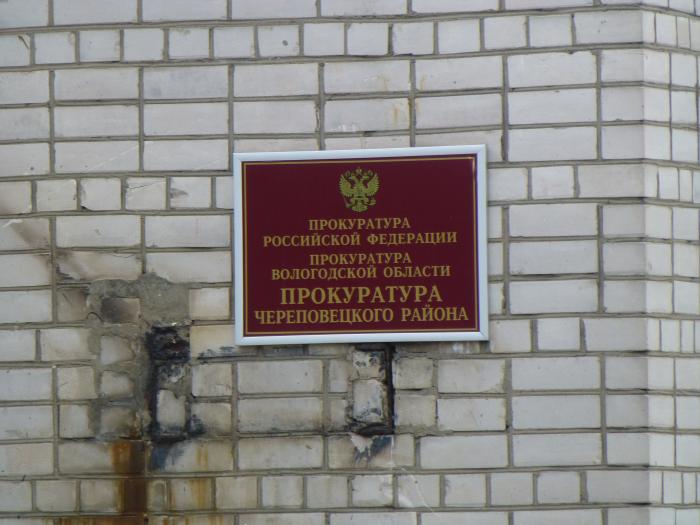 ПРОКУРАТУРА
РОССИЙСКОЙ ФЕДЕРАЦИИ
ПРОКУРАТУРА
ВОЛОГОДСКОЙ ОБЛАСТИ
ПРОКУРАТУРА
ЧЕРЕПОВЕЦКОГО РАЙОНА